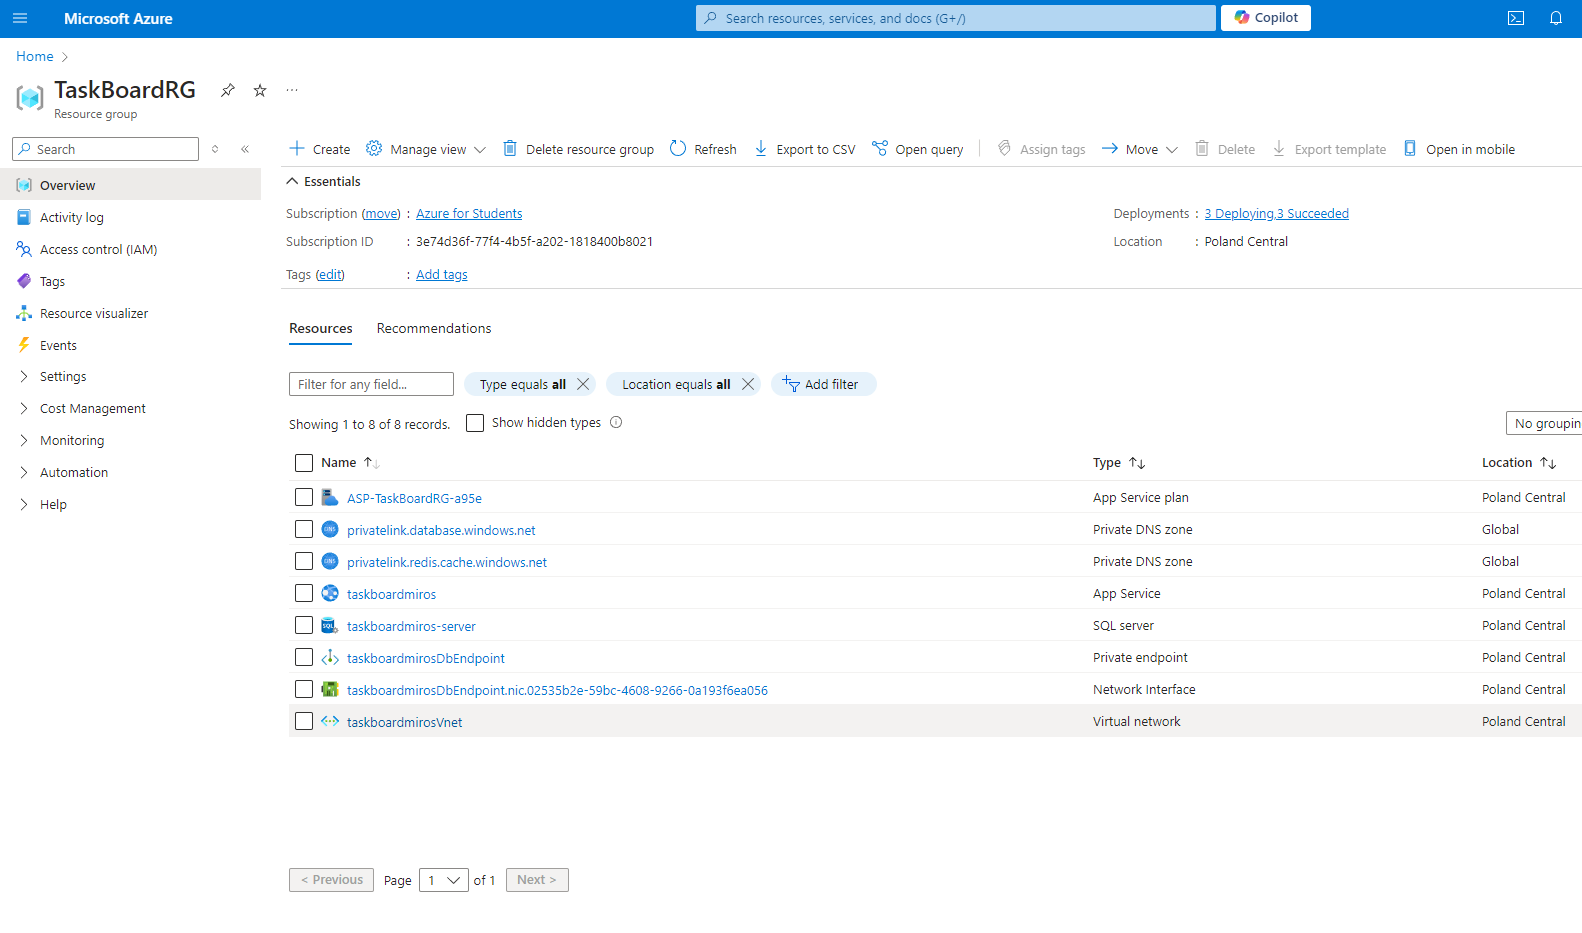 Microsoft Azure
Search resources, services, and docs (G+/)
Copilot
Home
TaskBoardRG
Resource group
Search
Overview
Activity log
Access control (IAM)
Tags
Resource visualizer
Events
Settings
Cost Management
Monitoring
Automation
Help
Create Manage view Delete resource group Refresh Export to CSV Open query Assign tags Move Delete Export template Open in mobile
Essentials
Subscription (move) : Azure for Students
Subscription ID : 3e74d36f-77f4-4b5f-a202-1818400b8021
Tags (edit) : Add tags
Deployments : 3 Deploying,3 Succeeded
Location : Poland Central
Resources Recommendations
Filter for any field... Type equals all Location equals all Add filter
Showing 1 to 8 of 8 records. Show hidden types
No groupin
Name Type Location
ASP-TaskBoardRG-a95e App Service plan Poland Central
privatelink.database.windows.net Private DNS zone Global
privatelink.redis.cache.windows.net Private DNS zone Global
taskboardmiros App Service Poland Central
taskboardmiros-server SQL server Poland Central
taskboardmirosDbEndpoint Private endpoint Poland Central
taskboardmirosDbEndpoint.nic.02535b2e-59bc-4608-9266-0a193f6ea056 Network Interface Poland Central
taskboardmirosVnet Virtual network Poland Central
< Previous Page 1 of 1 Next >